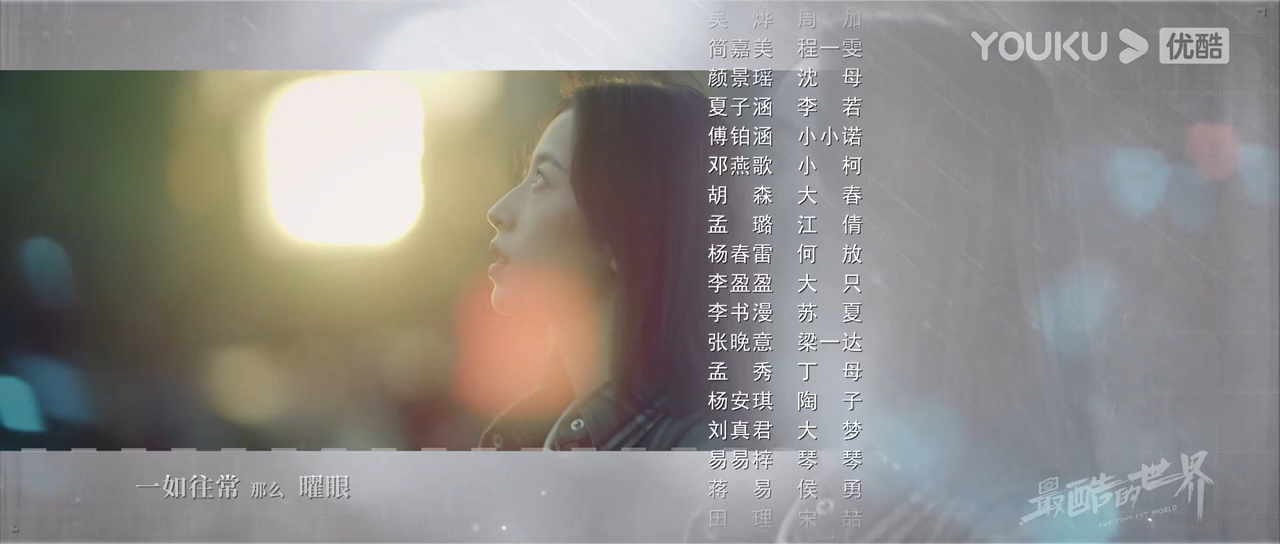 YOUKU 优酷
吴烨 周加
简嘉美 程一雯
颜景瑶 沈母
夏子涵 李若
傅铂涵 小小诺
邓燕歌 小柯
胡森 大春
孟璐 江倩
杨春雷 何放
李盈盈 大只
李书漫 苏夏
张晚意 梁一达
孟秀 丁母
杨安琪 陶子
刘真君 大梦
易易梓 琴琴
蒋易 侯勇
田理 宋喆
一如往常 那么 曜眼
最酷的世界
THE COOLEST WORLD